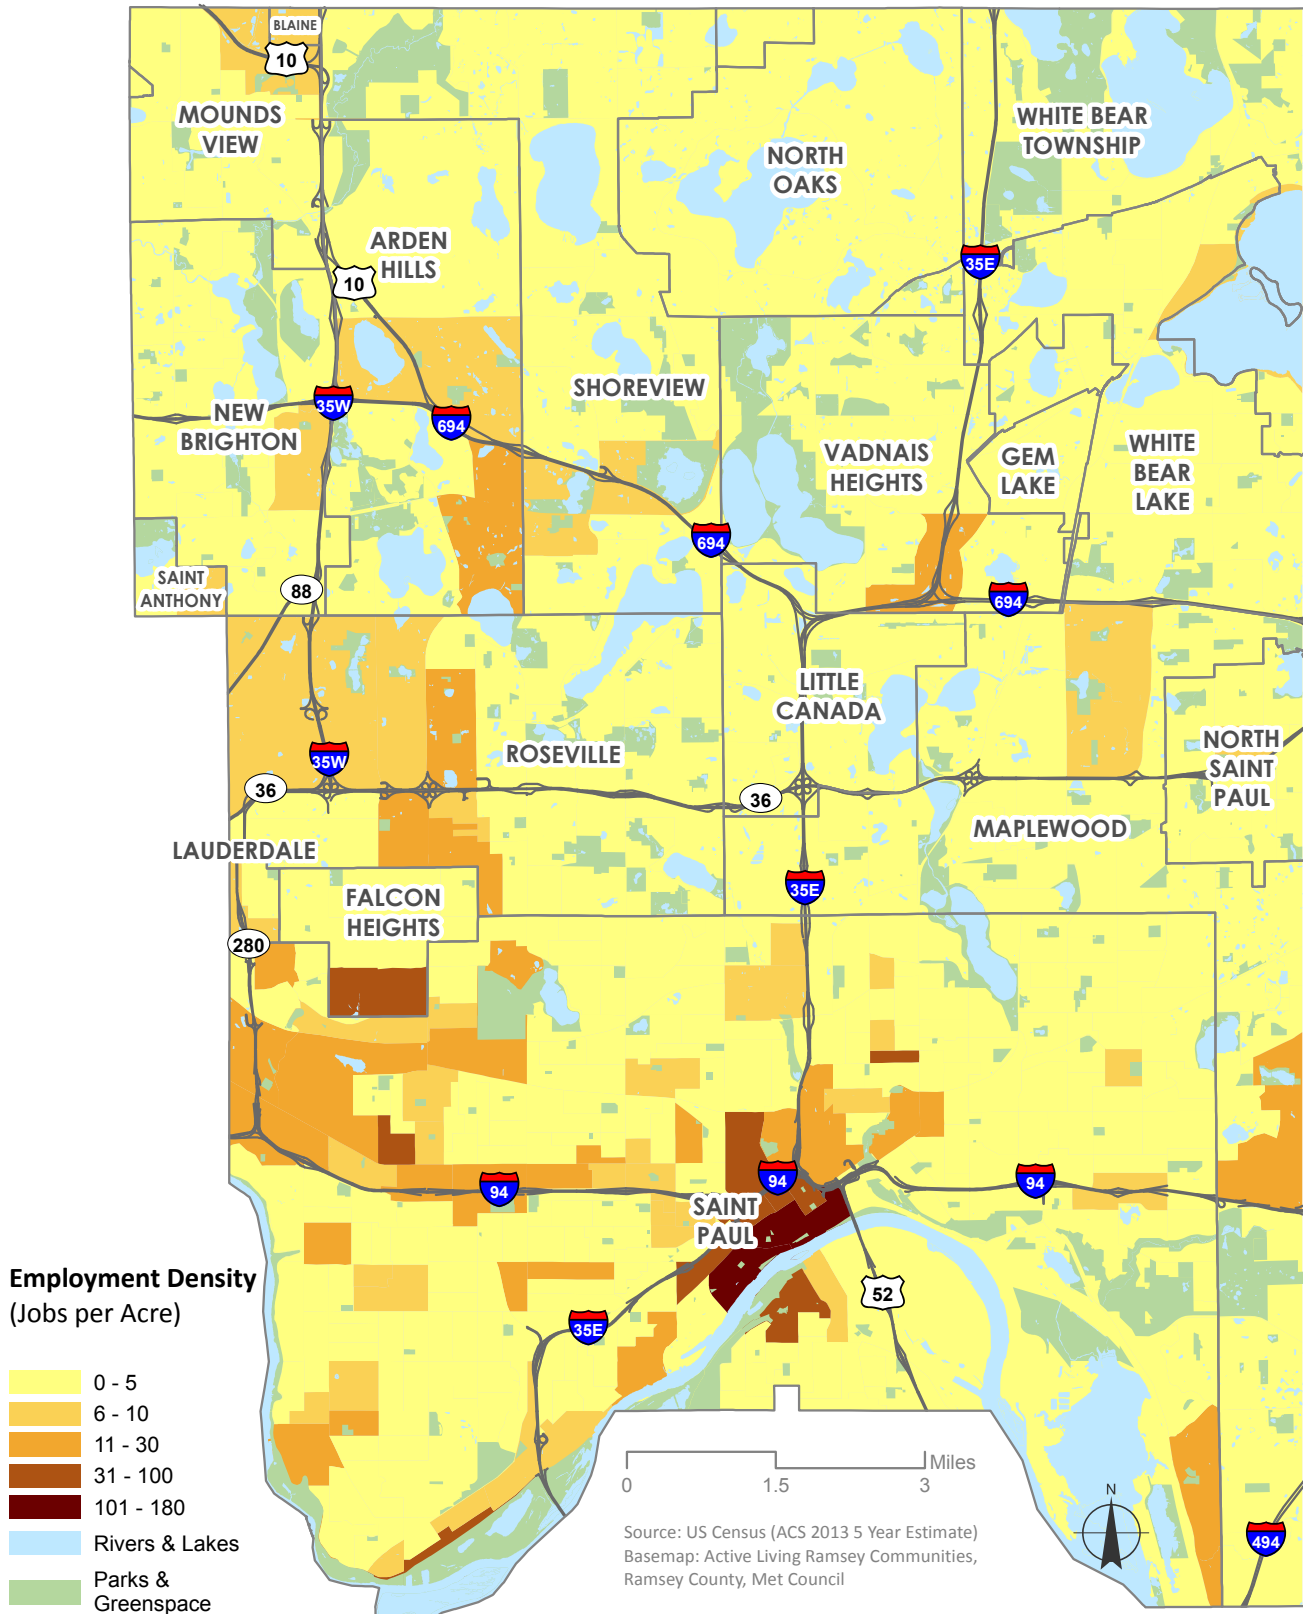 BLAINE
10
MOUNDS
VIEW
WHITE BEAR
TOWNSHIP
NORTH
OAKS
ARDEN
HILLS
35E
10
SHOREVIEW
35W
NEW
BRIGHTON
694
VADNAIS
HEIGHTS
GEM
LAKE
WHITE
BEAR
LAKE
694
SAINT
ANTHONY
88
694
LITTLE
CANADA
ROSEVILLE
35W
NORTH
SAINT
PAUL
36
36
MAPLEWOOD
LAUDERDALE
35E
FALCON
HEIGHTS
280
94
94
94
SAINT
PAUL
52
35E
Employment Density
(Jobs per Acre)
0 - 5
6 - 10
11 - 30
31 - 100
101 - 180
Rivers & Lakes
Parks &
Greenspace
Miles
0 1.5 3
N
494
Source: US Census (ACS 2013 5 Year Estimate)
Basemap: Active Living Ramsey Communities,
Ramsey County, Met Council